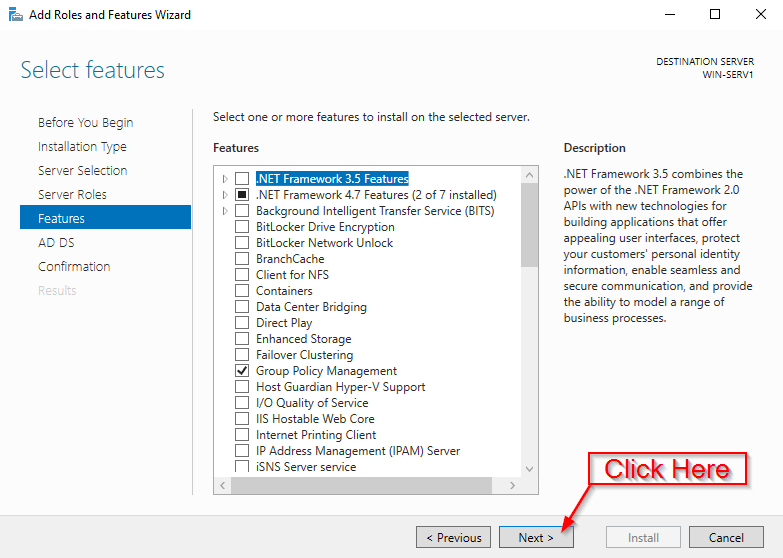 Add Roles and Features Wizard
Select features
DESTINATION SERVER
WIN-SERV1
Before You Begin
Installation Type
Server Selection
Server Roles
Features
AD DS
Confirmation
Results
Select one or more features to install on the selected server.
Features
.NET Framework 3.5 Features
.NET Framework 4.7 Features (2 of 7 installed)
Background Intelligent Transfer Service (BITS)
BitLocker Drive Encryption
BitLocker Network Unlock
BranchCache
Client for NFS
Containers
Data Center Bridging
Direct Play
Enhanced Storage
Failover Clustering
Group Policy Management
Host Guardian Hyper-V Support
I/O Quality of Service
IIS Hostable Web Core
Internet Printing Client
IP Address Management (IPAM) Server
iSNS Server service
Description
.NET Framework 3.5 combines the
power of the .NET Framework 2.0
APIs with new technologies for
building applications that offer
appealing user interfaces, protect
your customers' personal identity
information, enable seamless and
secure communication, and provide
the ability to model a range of
business processes.
Click Here
< Previous
Next >
Install
Cancel